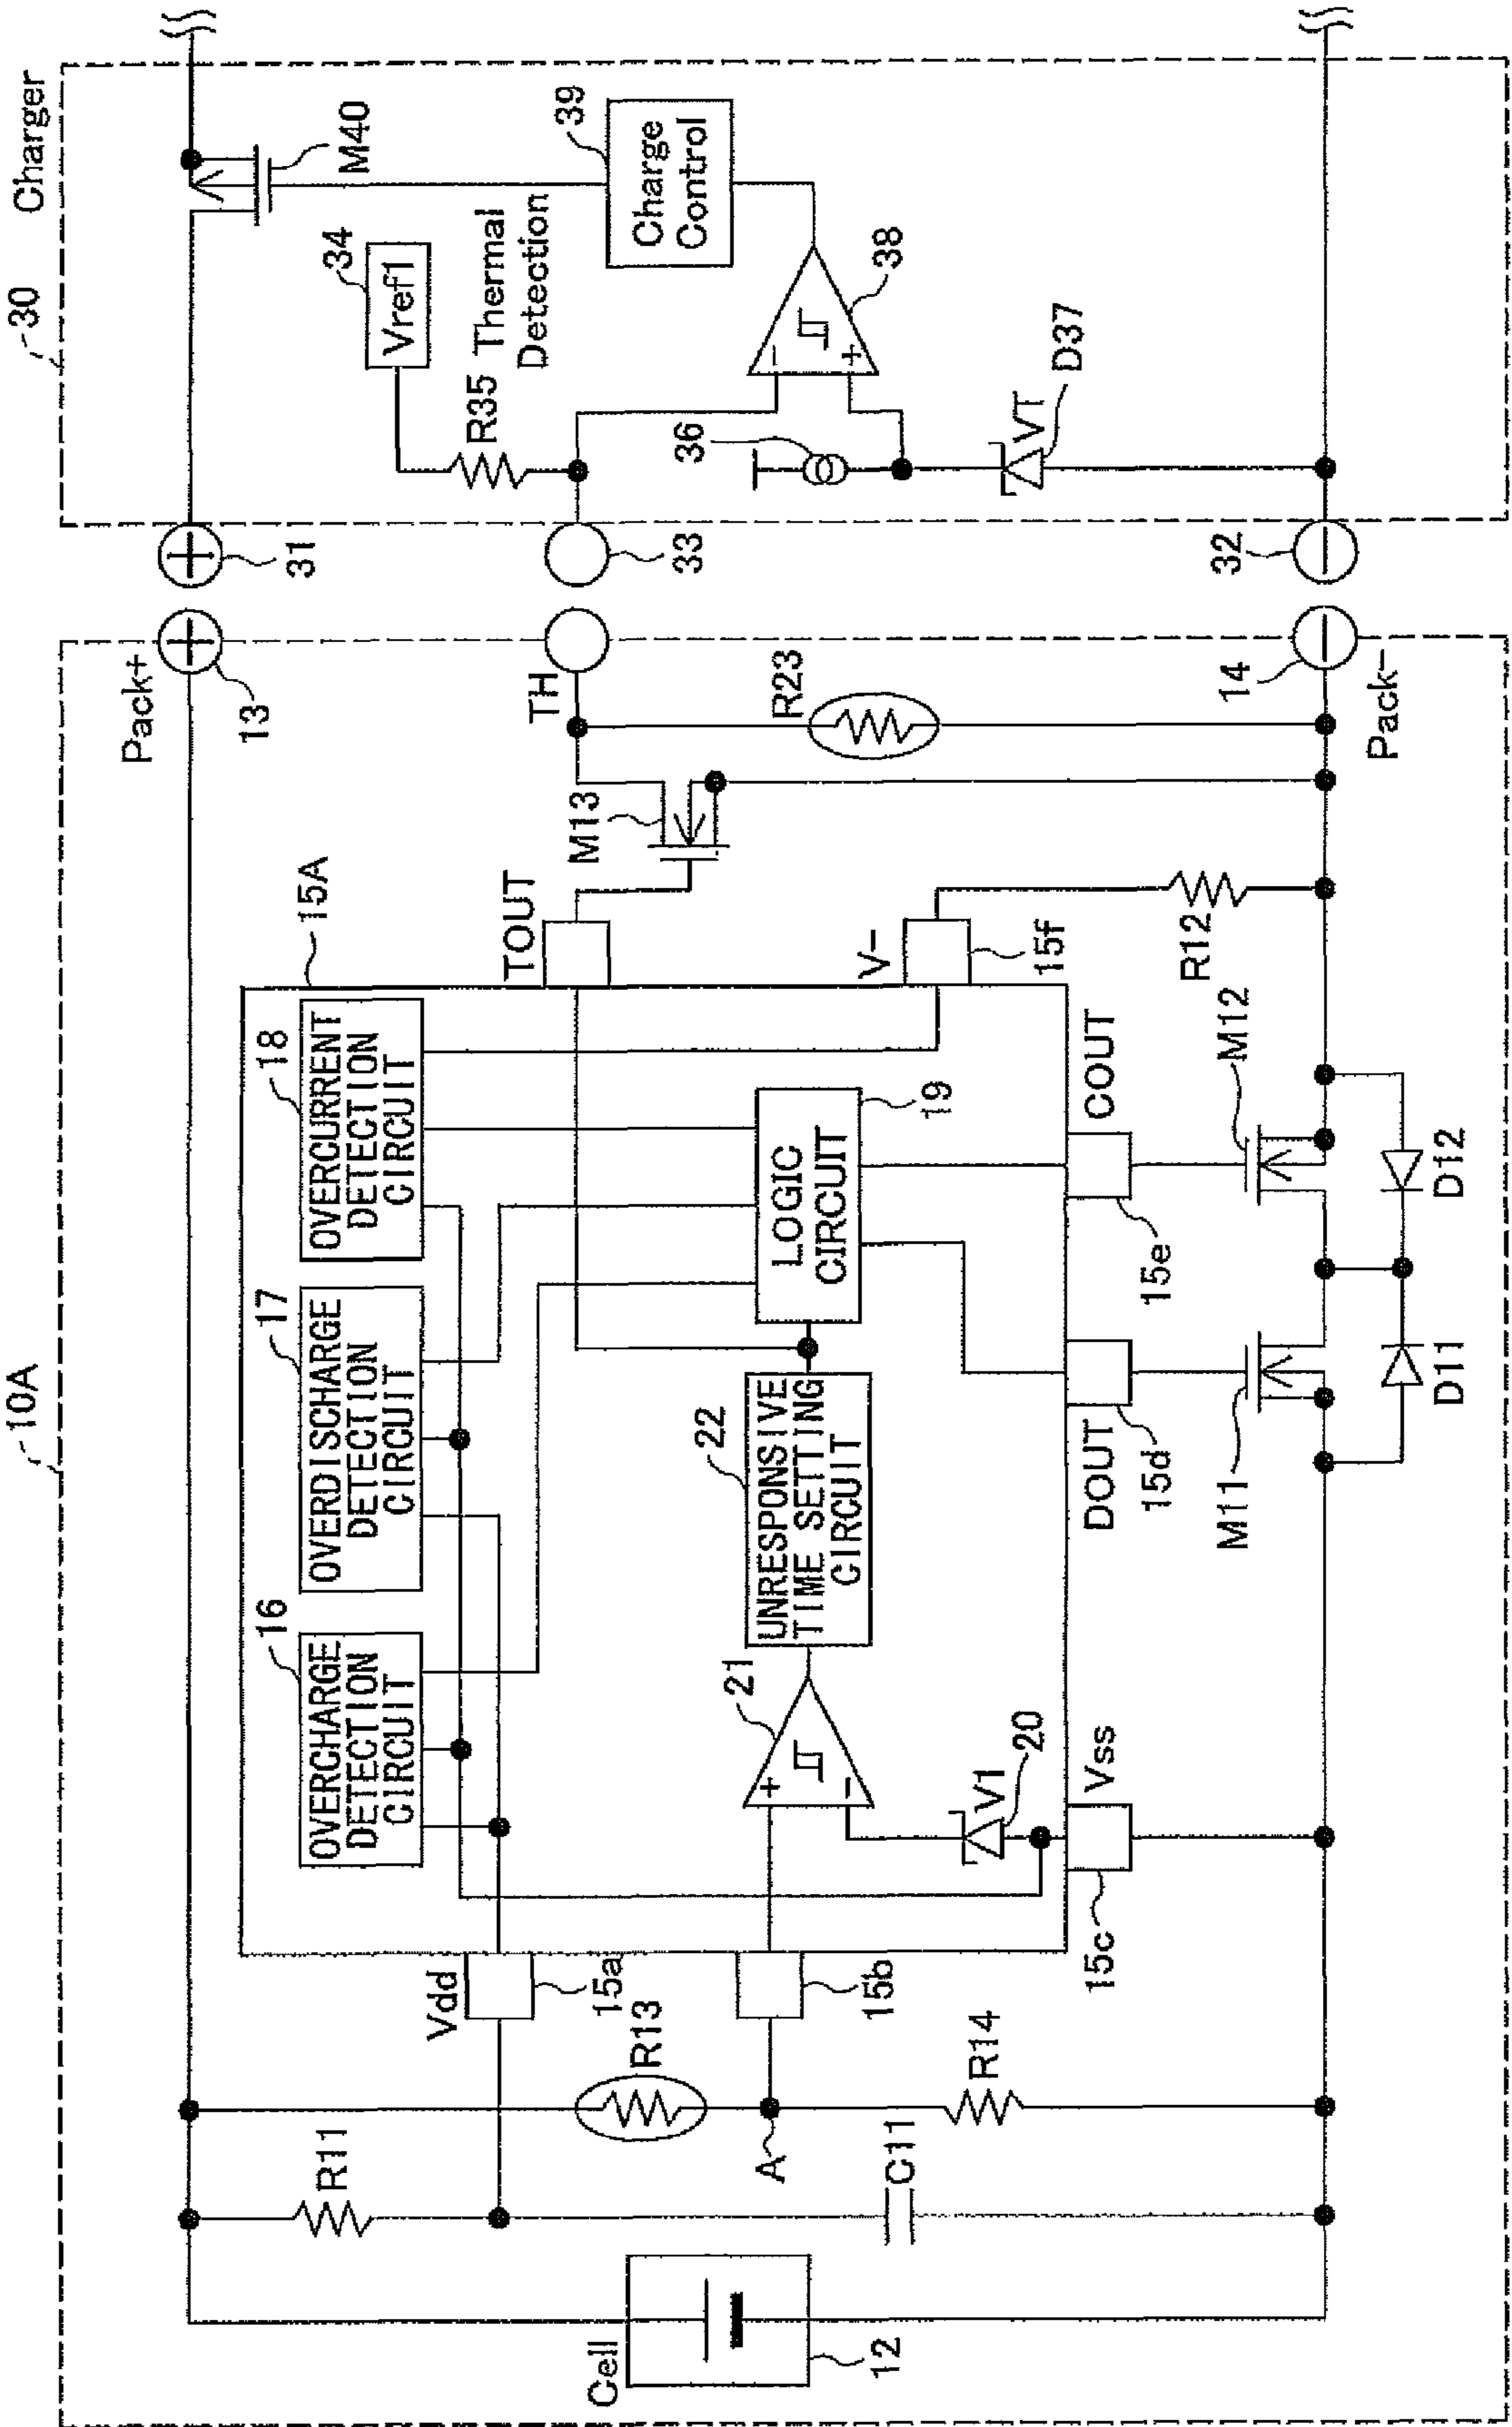 10A
30
Charger
Pack+
13
31
M40
39
Charge
Control
34
Vref1
R35
Thermal
Detection
38
36
VT
D37
33
32
TH
R23
M13
14
Pack-
15A
TOUT
V-
15f
R12
18
OVERCURRENT
DETECTION
CIRCUIT
17
OVERDISCHARGE
DETECTION
CIRCUIT
16
OVERCHARGE
DETECTION
CIRCUIT
19
LOGIC
CIRCUIT
22
UNRESPONSIVE
TIME SETTING
CIRCUIT
21
+
-
V1
20
Vss
15c
DOUT
15d
COUT
15e
M11
M12
D11
D12
Vdd
15a
15b
R13
R14
A
R11
C11
Cell
12